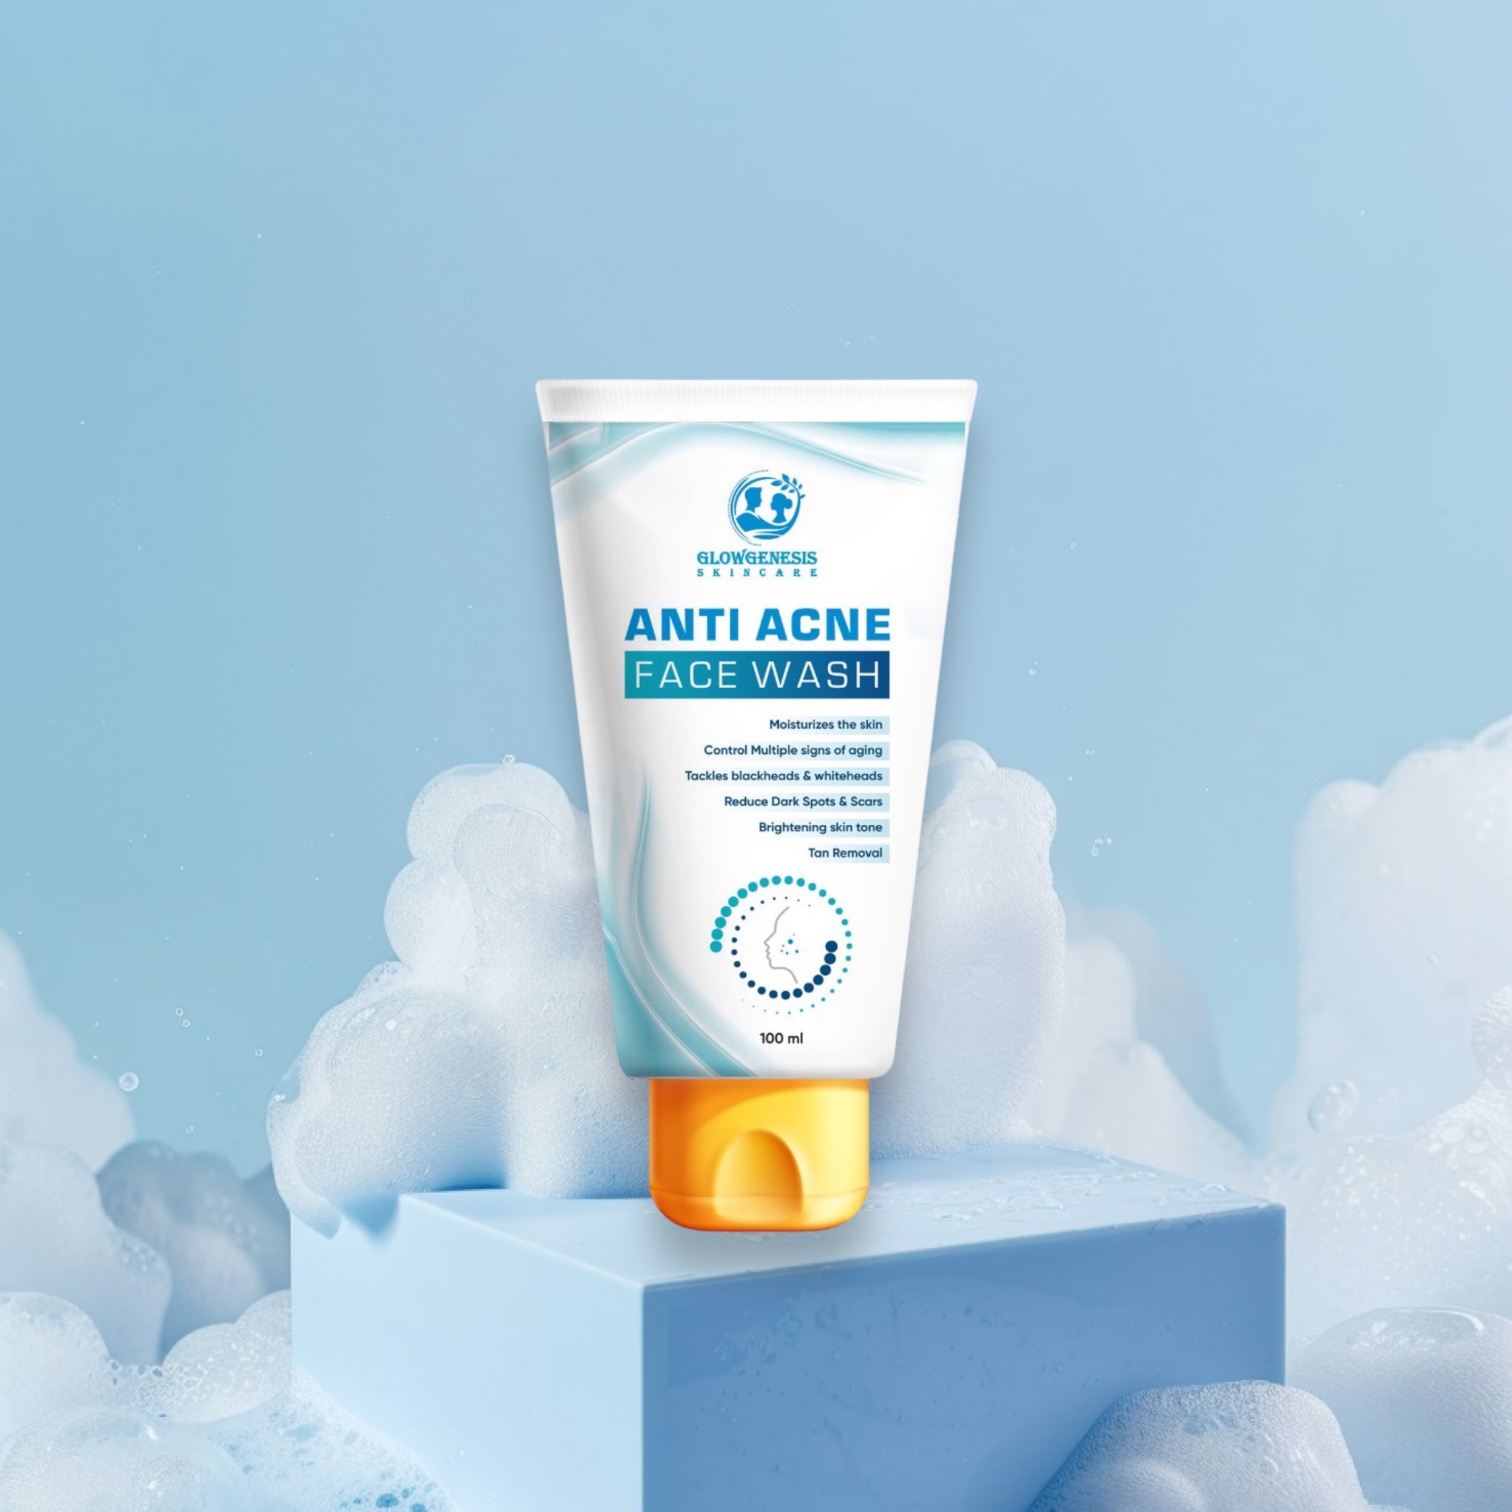 GLOWGENESIS
SKINCARE
ANTI ACNE
FACE WASH
Moisturizes the skin
Control Multiple signs of aging
Tackles blackheads & whiteheads
Reduce Dark Spots & Scars
Brightening skin tone
Tan Removal
100 ml